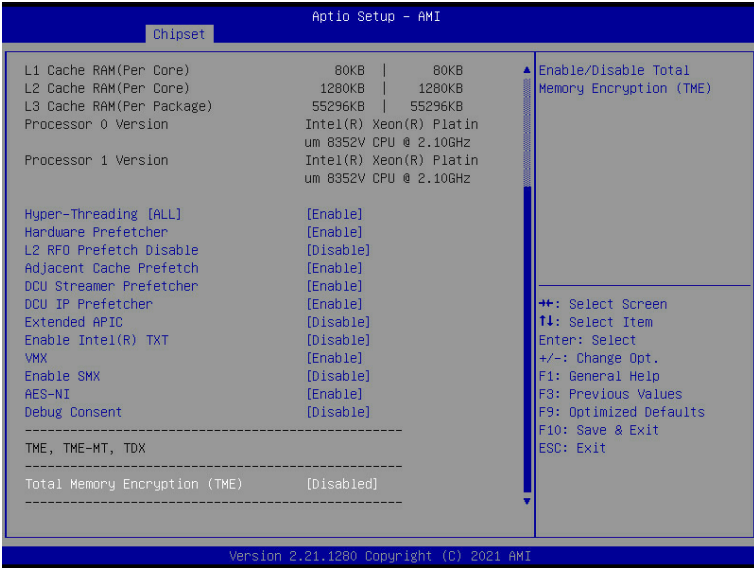 Aptio Setup – AMI
Chipset
L1 Cache RAM(Per Core) 80KB | 80KB
L2 Cache RAM(Per Core) 1280KB | 1280KB
L3 Cache RAM(Per Package) 55296KB | 55296KB
Processor 0 Version Intel(R) Xeon(R) Platin
um 8352V CPU @ 2.10GHz
Processor 1 Version Intel(R) Xeon(R) Platin
um 8352V CPU @ 2.10GHz
Hyper-Threading [ALL] [Enable]
Hardware Prefetcher [Enable]
L2 RFO Prefetch Disable [Disable]
Adjacent Cache Prefetch [Enable]
DCU Streamer Prefetcher [Enable]
DCU IP Prefetcher [Enable]
Extended APIC [Disable]
Enable Intel(R) TXT [Disable]
VMX [Enable]
Enable SMX [Disable]
AES-NI [Enable]
Debug Consent [Disable]
TME, TME-MT, TDX
Total Memory Encryption (TME) [Disabled]
Enable/Disable Total
Memory Encryption (TME)
→←: Select Screen
↑↓: Select Item
Enter: Select
+/-: Change Opt.
F1: General Help
F3: Previous Values
F9: Optimized Defaults
F10: Save & Exit
ESC: Exit
Version 2.21.1280 Copyright (C) 2021 AMI